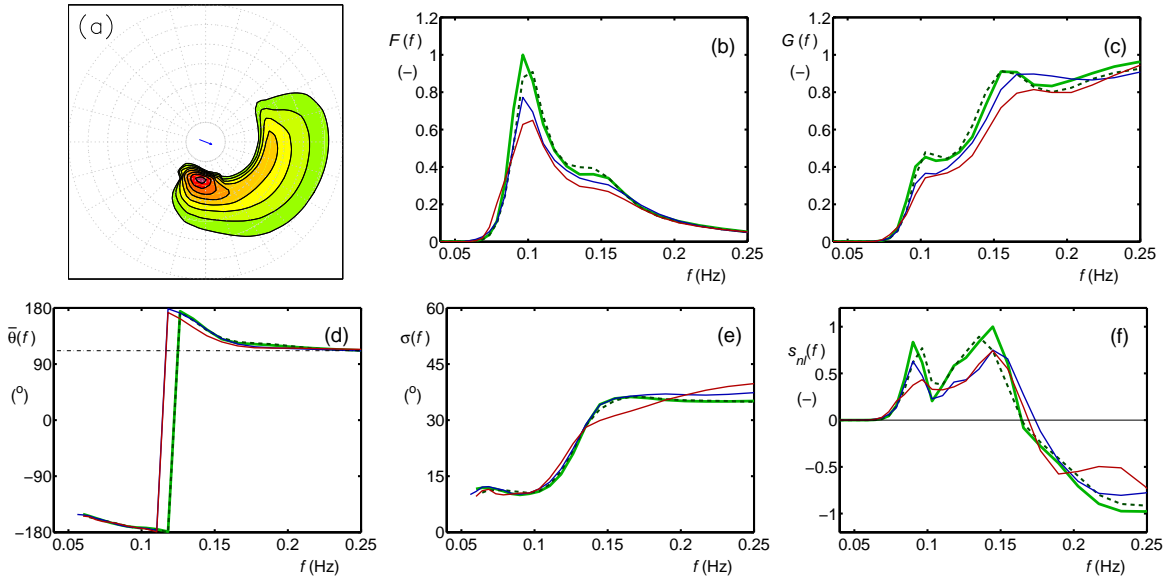 (a)
1.2
F(f)
1
(b)
(−)
0.8
0.6
0.4
0.2
0
0.05 0.1 0.15 0.2 0.25
f (Hz)
1.2
G(f)
1
(c)
(−)
0.8
0.6
0.4
0.2
0
0.05 0.1 0.15 0.2 0.25
f (Hz)
180
θ̄(f)
(d)
90
(°)
0
−90
−180
0.05 0.1 0.15 0.2 0.25
f (Hz)
60
σ(f)
(e)
45
(°)
30
15
0
0.05 0.1 0.15 0.2 0.25
f (Hz)
1
s_nl(f)
(f)
0.5
(−)
0
−0.5
−1
0.05 0.1 0.15 0.2 0.25
f (Hz)